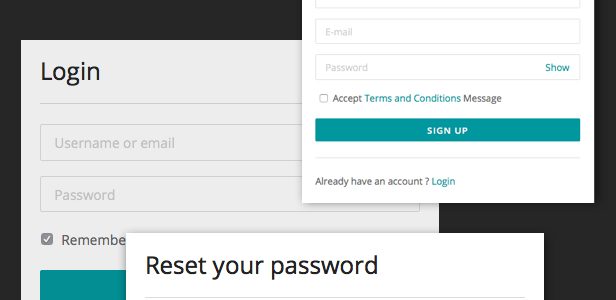 Login
Username or email
Password
Remembe
E-mail
Password Show
Accept Terms and Conditions Message
SIGN UP
Already have an account ? Login
Reset your password